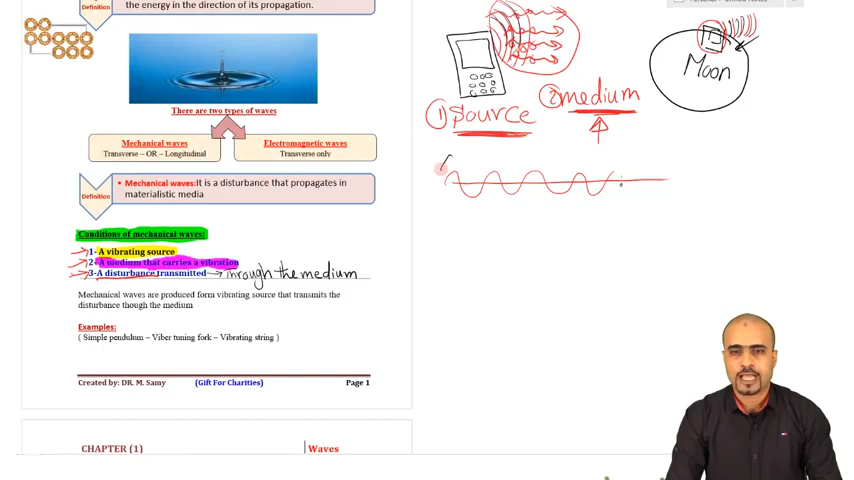 the energy in the direction of its propagation.
Definition
There are two types of waves
Mechanical waves
Transverse – OR – Longitudinal
Electromagnetic waves
Transverse only
Definition
• Mechanical waves:It is a disturbance that propagates in
materialistic media
Conditions of mechanical waves:
1- A vibrating source
2- A medium that carries a vibration
3-A disturbance transmitted → through the medium
Mechanical waves are produced form vibrating source that transmits the
disturbance though the medium
Examples:
( Simple pendulum – Viber tuning fork – Vibrating string )
Created by: DR. M. Samy (Gift For Charities) Page 1
CHAPTER (1) Waves
① Source ② medium
Moon